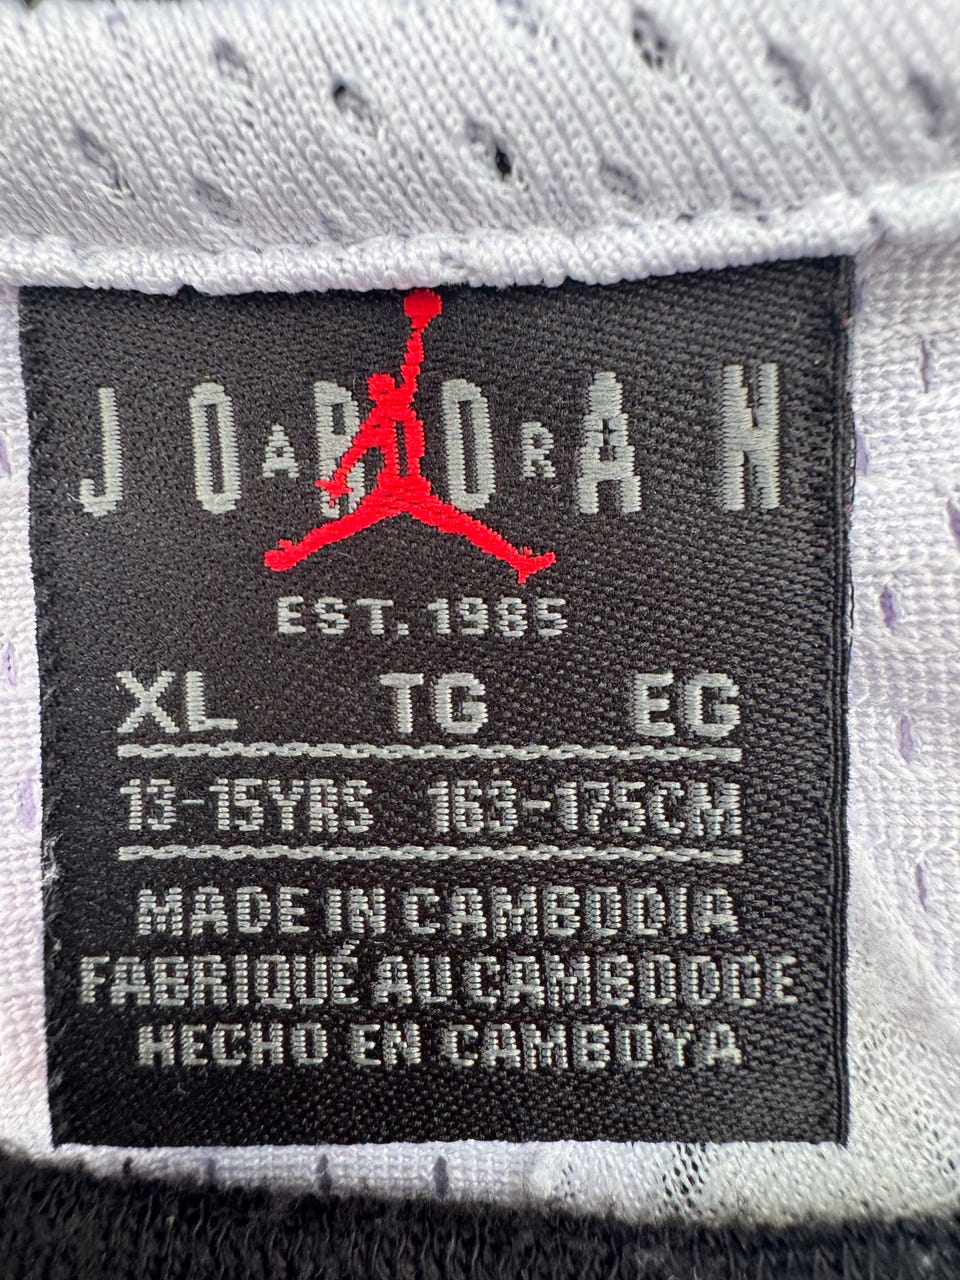 JORDAN
AIR
EST. 1985
XL TG EG
13-15YRS 163-175CM
MADE IN CAMBODIA
FABRIQUÉ AU CAMBODGE
HECHO EN CAMBOYA